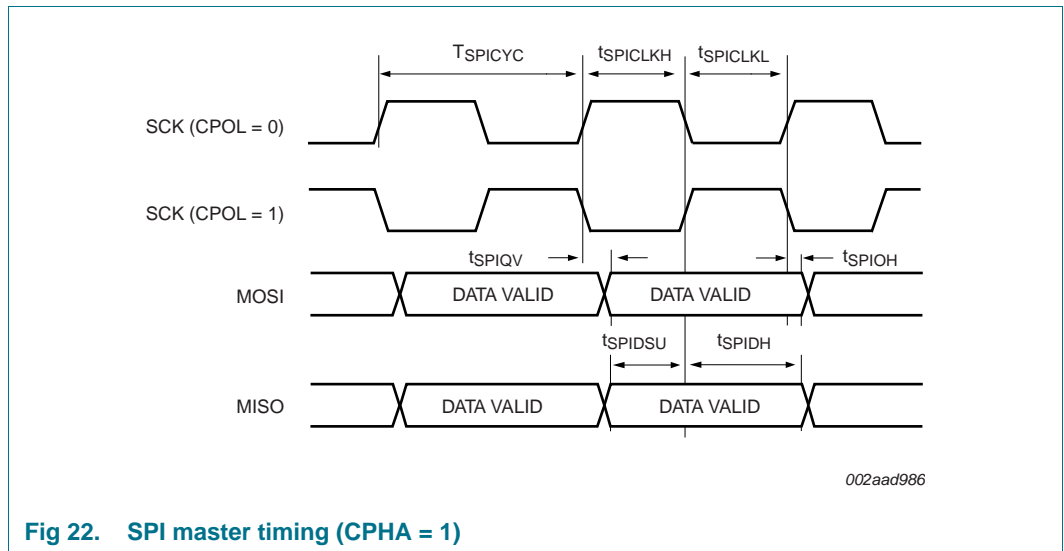 TSPICYC tSPICLKH tSPICLKL
SCK (CPOL = 0)
SCK (CPOL = 1)
tSPIQV tSPIOH
MOSI DATA VALID DATA VALID
tSPIDSU tSPIDH
MISO DATA VALID DATA VALID
002aad986
Fig 22. SPI master timing (CPHA = 1)